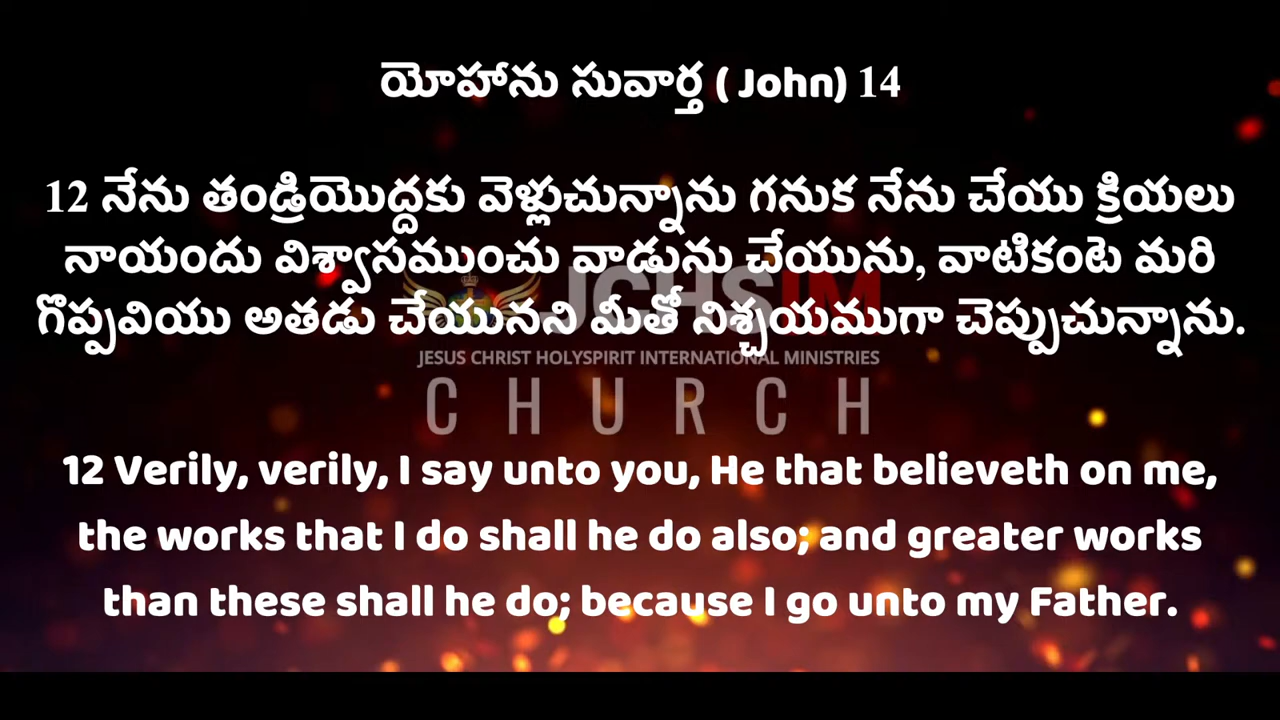 యోహాను సువార్త ( John) 14
12 నేను తండ్రియొద్దకు వెళ్లుచున్నాను గనుక నేను చేయు క్రియలు
నాయందు విశ్వాసముంచు వాడును చేయును, వాటికంటె మరి
గొప్పవియు అతడు చేయునని మీతో నిశ్చయముగా చెప్పుచున్నాను.
JCHSIM
JESUS CHRIST HOLYSPIRIT INTERNATIONAL MINISTRIES
CHURCH
12 Verily, verily, I say unto you, He that believeth on me,
the works that I do shall he do also; and greater works
than these shall he do; because I go unto my Father.